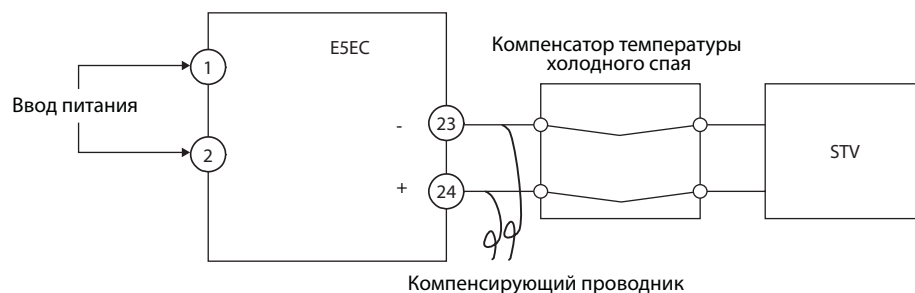 E5EC
Компенсатор температуры
холодного спая
1
Ввод питания
2
-
23
+
24
STV
Компенсирующий проводник